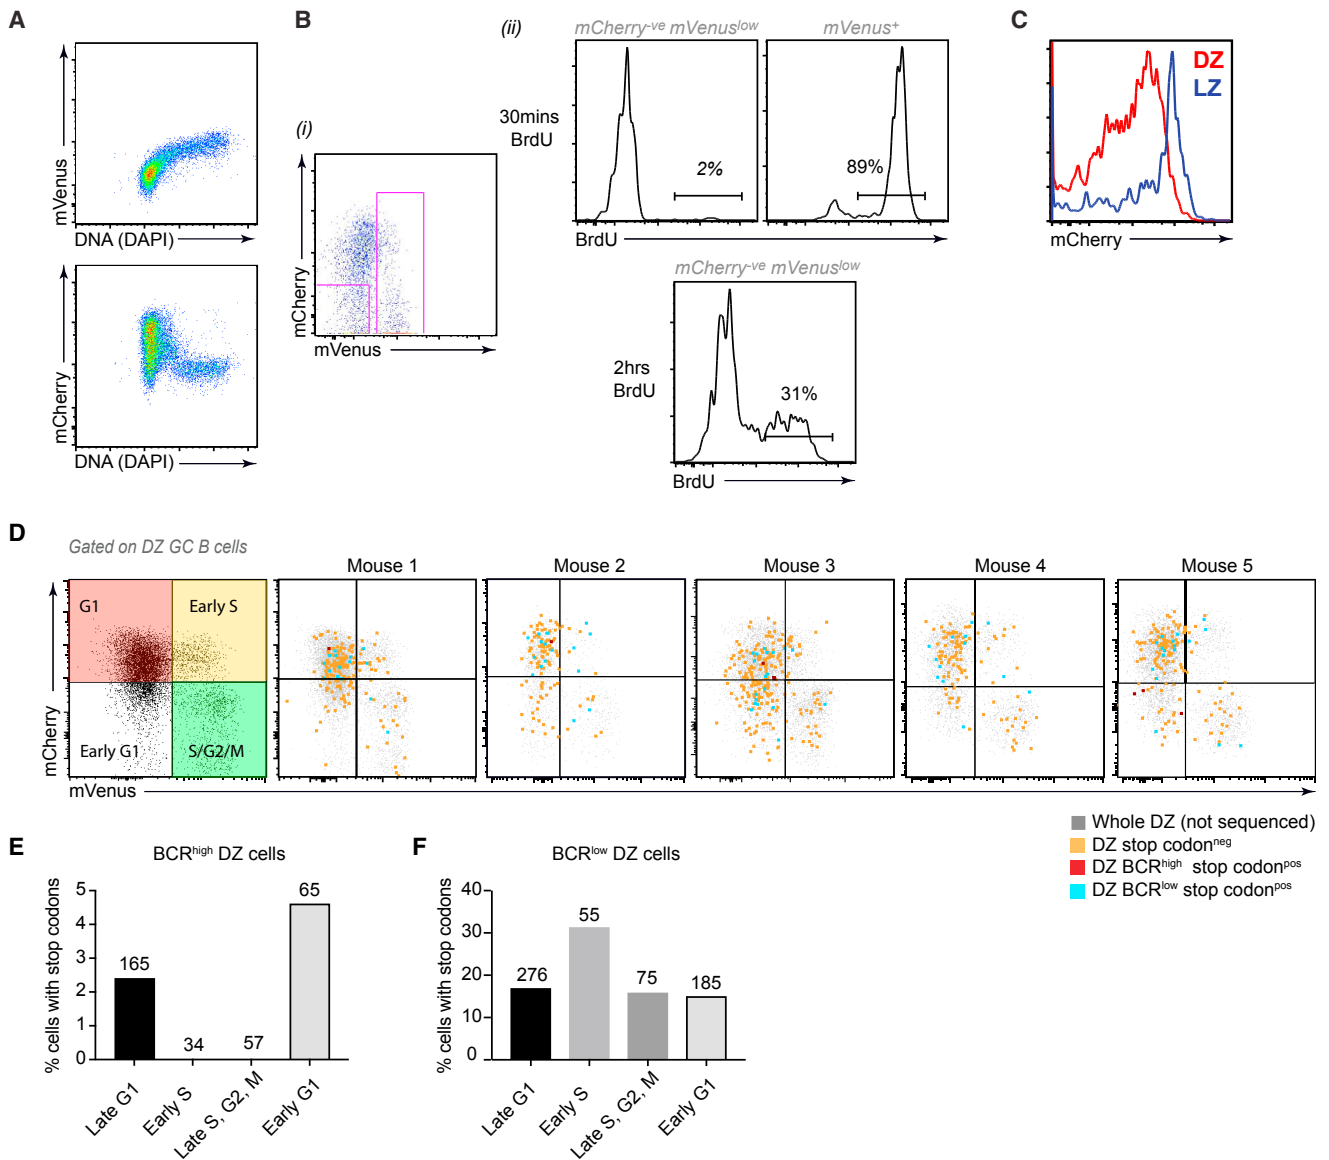 A
mVenus
DNA (DAPI)
mCherry
DNA (DAPI)
B
(i)
mCherry
mVenus
(ii)
mCherry-ve mVenuslow
mVenus+
30mins
BrdU
2%
89%
BrdU
mCherry-ve mVenuslow
2hrs
BrdU
31%
BrdU
C
DZ
LZ
mCherry
D
Gated on DZ GC B cells
Mouse 1
Mouse 2
Mouse 3
Mouse 4
Mouse 5
G1
Early S
Early G1
S/G2/M
mCherry
mVenus
Whole DZ (not sequenced)
DZ stop codonneg
DZ BCRhigh stop codonpos
DZ BCRlow stop codonpos
E
BCRhigh DZ cells
% cells with stop codons
5
4
3
2
1
0
165
34
57
65
Late G1
Early S
Late S, G2, M
Early G1
F
BCRlow DZ cells
% cells with stop codons
40
30
20
10
0
276
55
75
185
Late G1
Early S
Late S, G2, M
Early G1